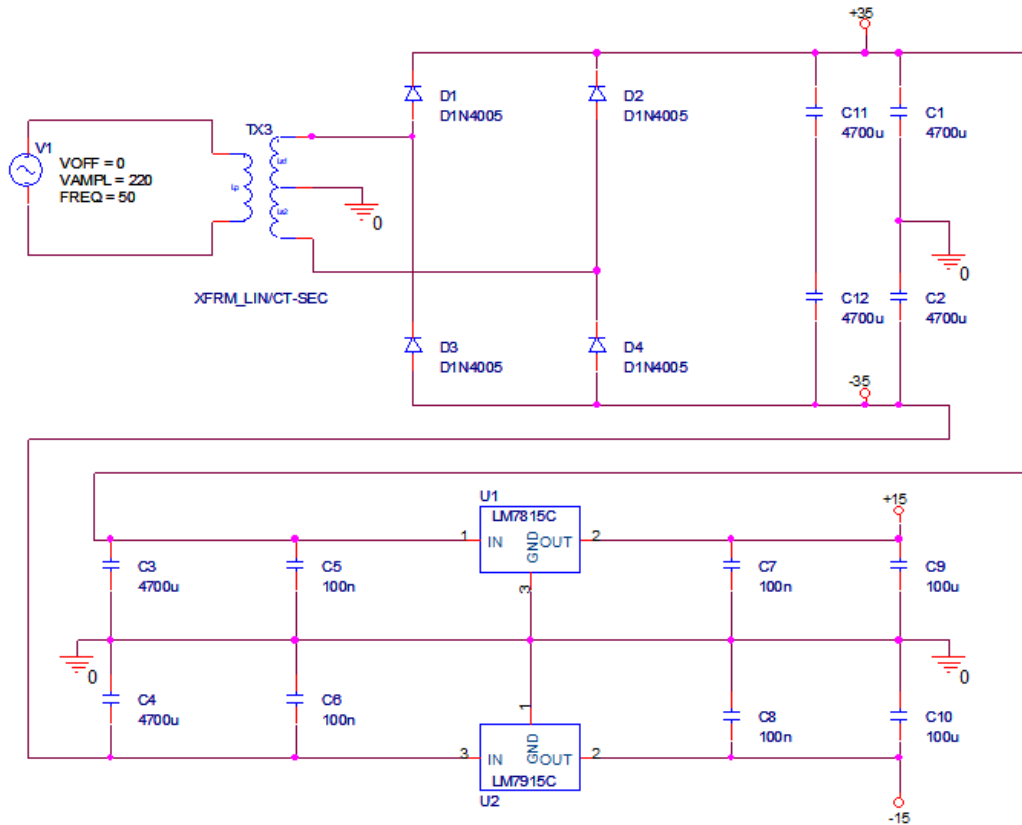 +35
D1
D1N4005
D2
D1N4005
C11
4700u
C1
4700u
TX3
V1
VOFF = 0
VAMPL = 220
FREQ = 50
0
0
XFRM_LIN/CT-SEC
C12
4700u
C2
4700u
D3
D1N4005
D4
D1N4005
-35
U1
LM7815C
1
IN
GND
OUT
2
3
+15
C3
4700u
C5
100n
C7
100n
C9
100u
0
0
C4
4700u
C6
100n
C8
100n
C10
100u
1
3
IN
GND
OUT
2
LM7915C
U2
-15